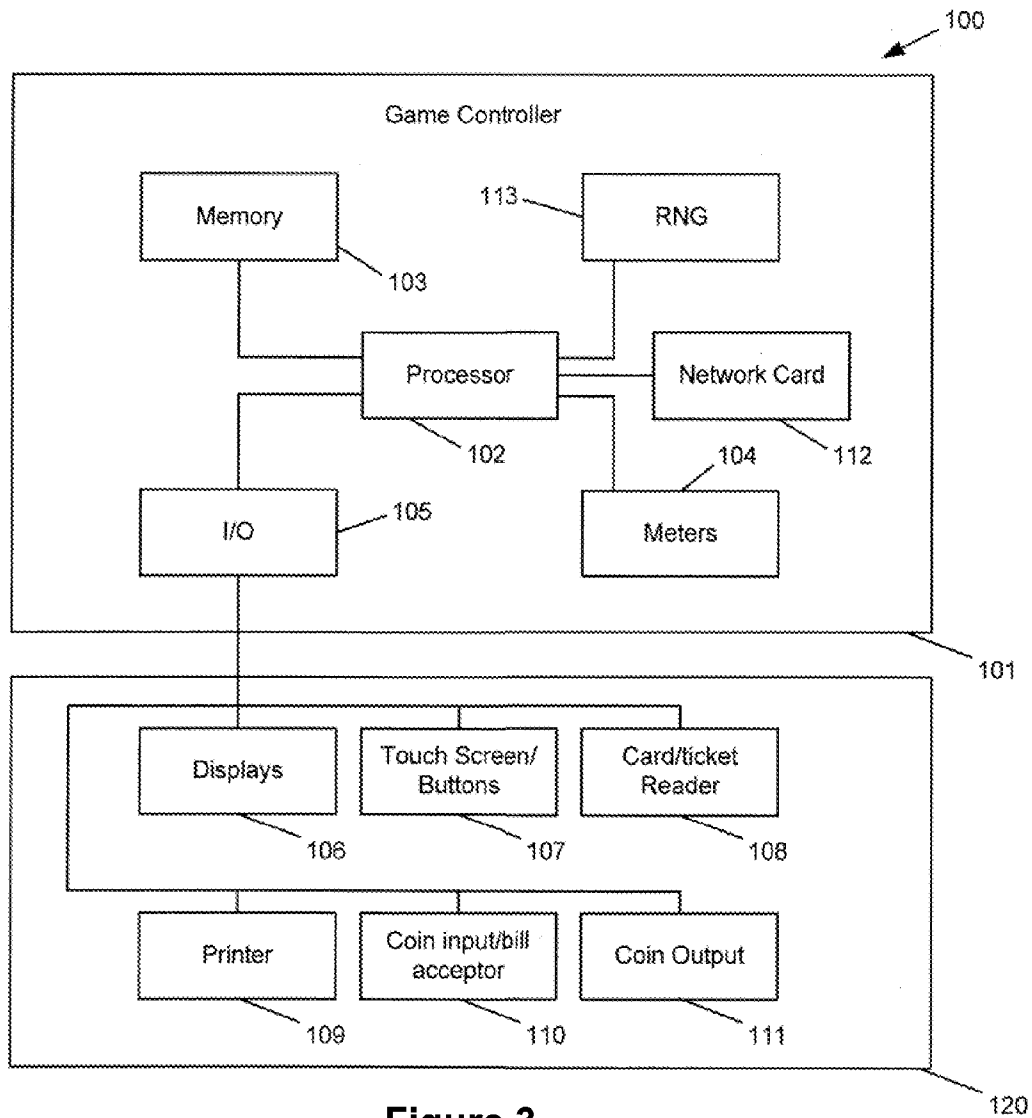 100
Game Controller
Memory
103
113
RNG
Processor
102
Network Card
112
I/O
105
104
Meters
101
Displays
106
Touch Screen/
Buttons
107
Card/ticket
Reader
108
Printer
109
Coin input/bill
acceptor
110
Coin Output
111
120